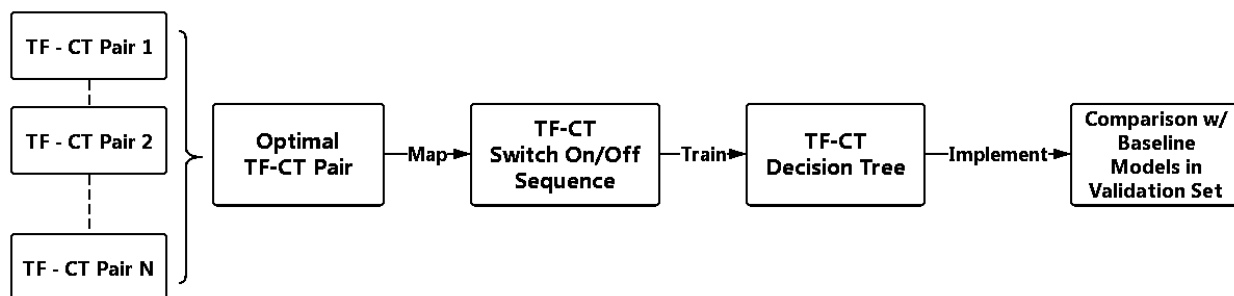 TF - CT Pair 1
TF - CT Pair 2
TF - CT Pair N
Optimal
TF-CT Pair
Map
TF-CT
Switch On/Off
Sequence
Train
TF-CT
Decision Tree
Implement
Comparison w/
Baseline
Models in
Validation Set